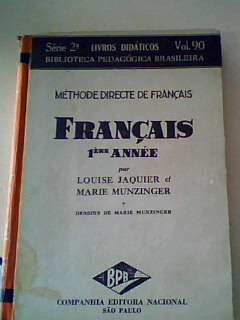 Série 2ª LIVROS DIDÁTICOS Vol. 90
BIBLIOTECA PEDAGÓGICA BRASILEIRA
MÉTHODE DIRECTE DE FRANÇAIS
FRANÇAIS
1ÈRE ANNÉE
par
LOUISE JAQUIER et
MARIE MUNZINGER
DESSINS DE MARIE MUNZINGER
BPB
COMPANHIA EDITORA NACIONAL
SÃO PAULO